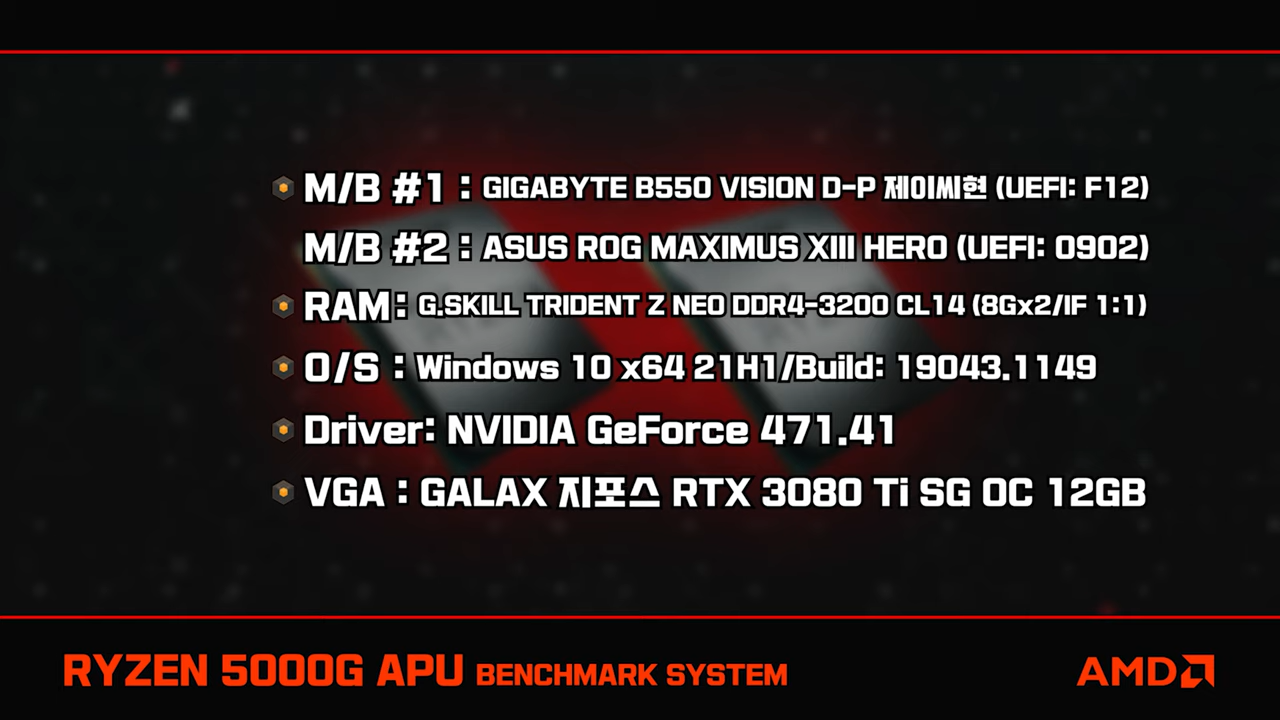 M/B #1 : GIGABYTE B550 VISION D-P 제이씨현 (UEFI: F12)
M/B #2 : ASUS ROG MAXIMUS XIII HERO (UEFI: 0902)
RAM: G.SKILL TRIDENT Z NEO DDR4-3200 CL14 (8Gx2/IF 1:1)
O/S : Windows 10 x64 21H1/Build: 19043.1149
Driver: NVIDIA GeForce 471.41
VGA : GALAX 지포스 RTX 3080 Ti SG OC 12GB
RYZEN 5000G APU BENCHMARK SYSTEM
AMD